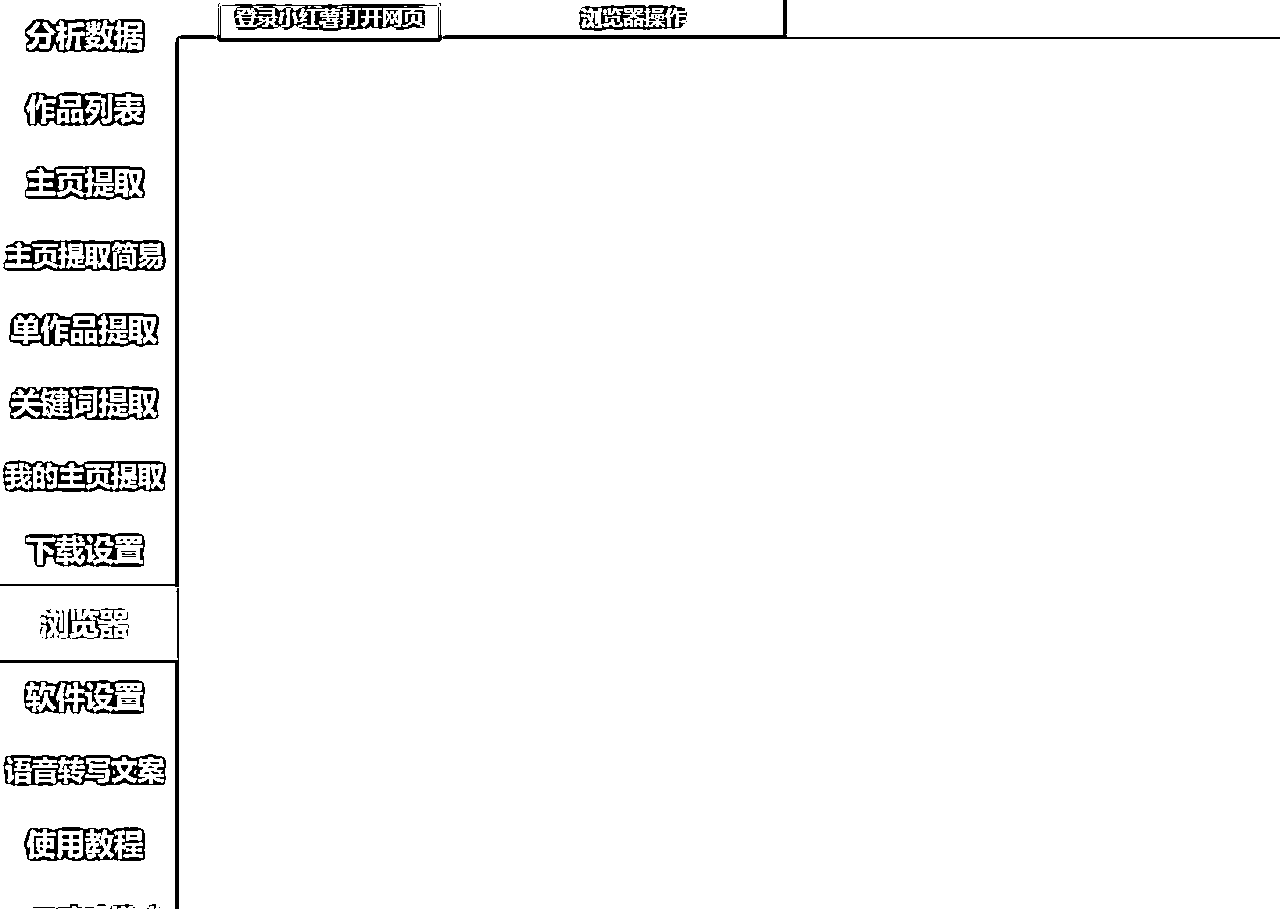 登录小红薯打开网页
浏览器操作
分析数据
作品列表
主页提取
主页提取简易
单作品提取
关键词提取
我的主页提取
下载设置
浏览器
软件设置
语音转写文案
使用教程